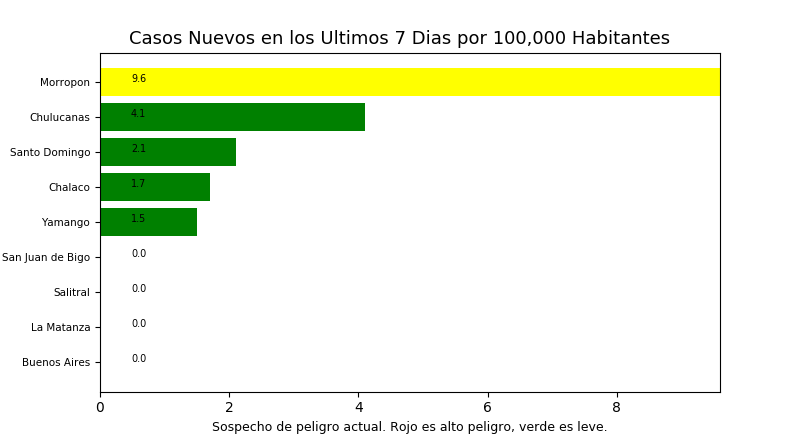 Casos Nuevos en los Ultimos 7 Dias por 100,000 Habitantes
Morropon 9.6
Chulucanas 4.1
Santo Domingo 2.1
Chalaco 1.7
Yamango 1.5
San Juan de Bigo 0.0
Salitral 0.0
La Matanza 0.0
Buenos Aires 0.0
0 2 4 6 8
Sospecho de peligro actual. Rojo es alto peligro, verde es leve.